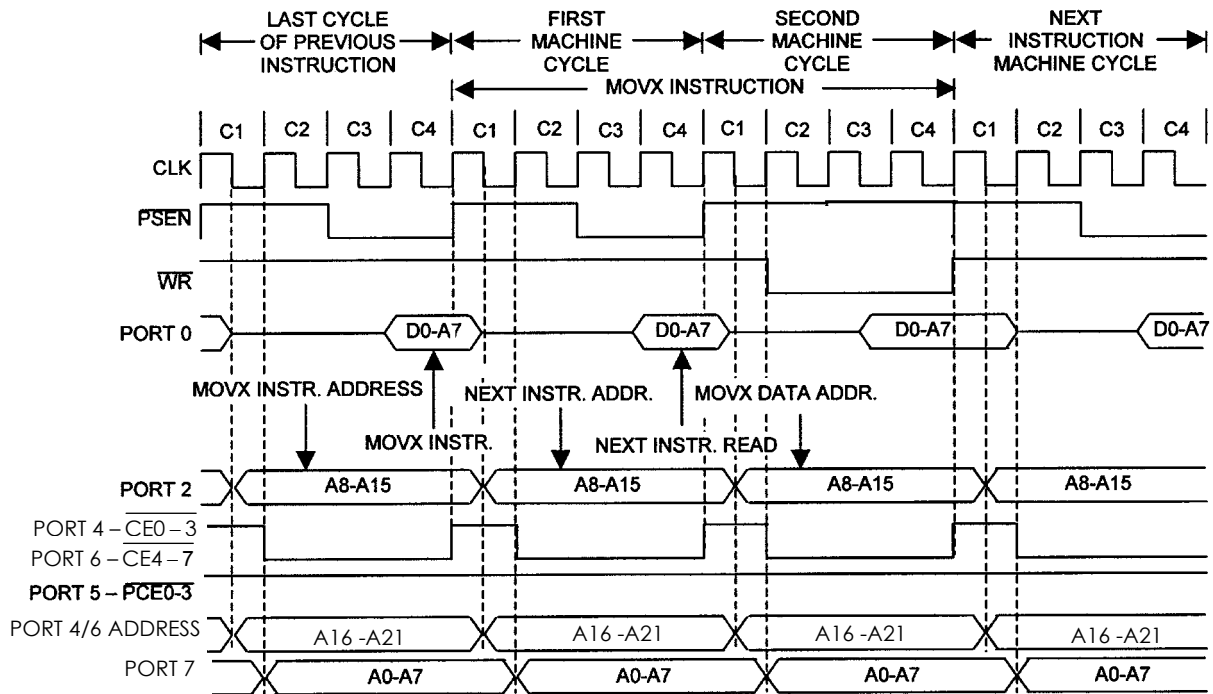 LAST CYCLE
OF PREVIOUS
INSTRUCTION
FIRST
MACHINE
CYCLE
SECOND
MACHINE
CYCLE
NEXT
INSTRUCTION
MACHINE CYCLE
MOVX INSTRUCTION
C1 C2 C3 C4 C1 C2 C3 C4 C1 C2 C3 C4 C1 C2 C3 C4
CLK
PSEN
WR
PORT 0 D0-A7 D0-A7 D0-A7 D0-A7
MOVX INSTR. ADDRESS NEXT INSTR. ADDR. MOVX DATA ADDR.
MOVX INSTR. NEXT INSTR. READ
PORT 2 A8-A15 A8-A15 A8-A15 A8-A15
PORT 4 – CE0 – 3
PORT 6 – CE4 – 7
PORT 5 – PCE0-3
PORT 4/6 ADDRESS A16 -A21 A16 -A21 A16 -A21 A16 -A21
PORT 7 A0-A7 A0-A7 A0-A7 A0-A7